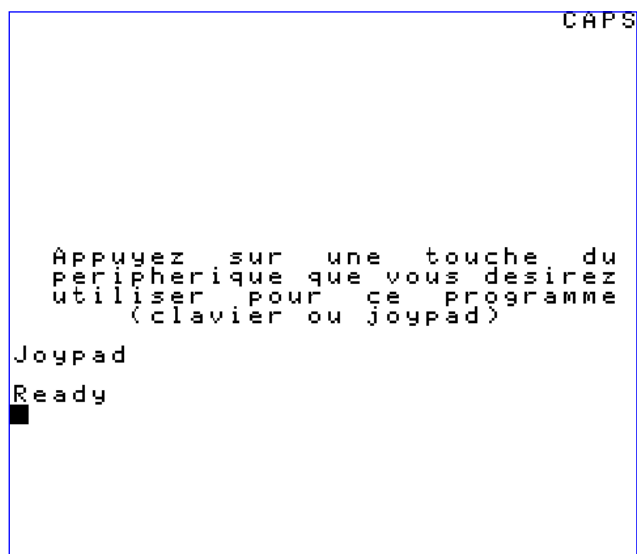 CAPS
Appuyez sur une touche du
peripherique que vous desirez
utiliser pour ce programme
(clavier ou joypad)
Joypad
Ready